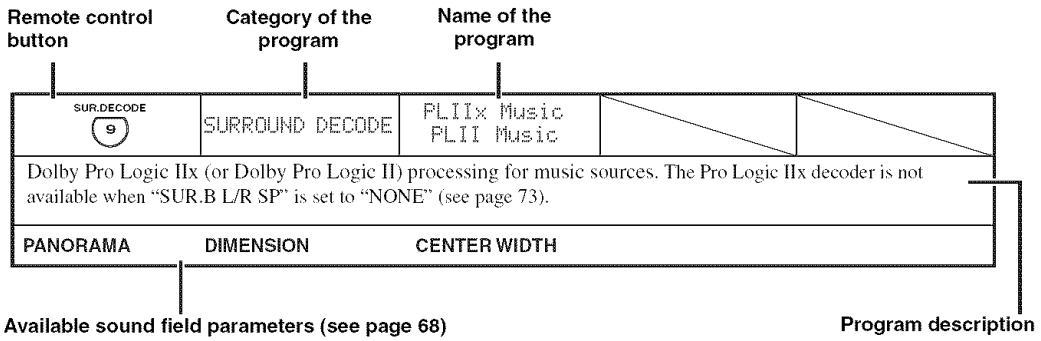 Remote control
button
Category of the
program
Name of the
program
SUR.DECODE
9
SURROUND DECODE
PLIIx Music
PLII Music
Dolby Pro Logic IIx (or Dolby Pro Logic II) processing for music sources. The Pro Logic IIx decoder is not
available when “SUR.B L/R SP” is set to “NONE” (see page 73).
PANORAMA DIMENSION CENTER WIDTH
Available sound field parameters (see page 68)
Program description